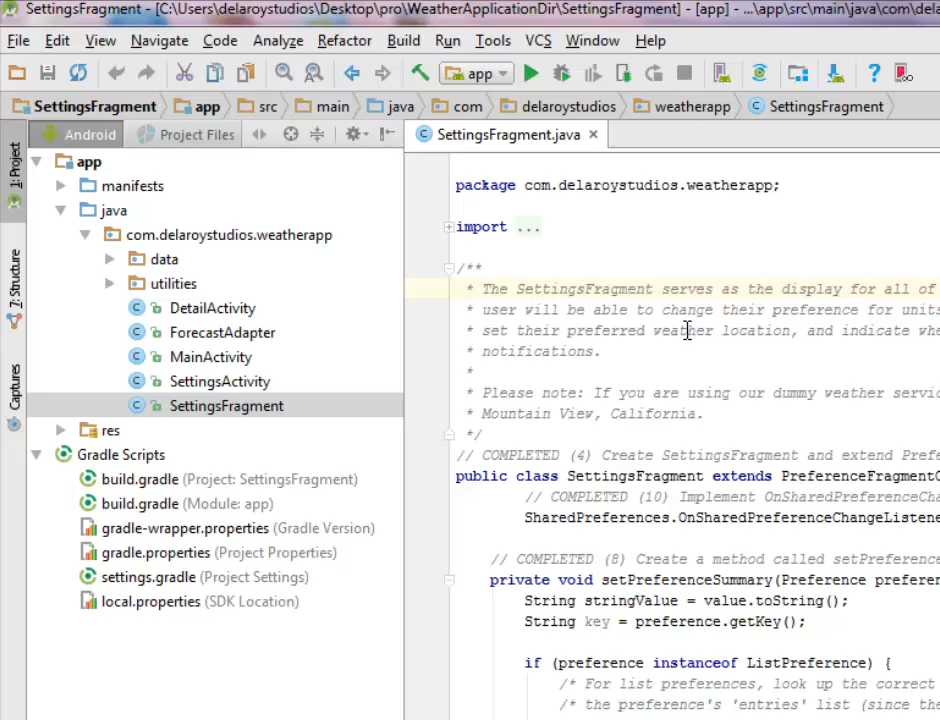 SettingsFragment - [C:\Users\delaroystudios\Desktop\pro\WeatherApplicationDir\SettingsFragment] - [app] - ...\app\src\main\java\com\dela
File Edit View Navigate Code Analyze Refactor Build Run Tools VCS Window Help
app
SettingsFragment app src main java com delaroystudios weatherapp SettingsFragment
1: Project
7: Structure
Captures
Android Project Files
SettingsFragment.java
app
manifests
java
com.delaroystudios.weatherapp
data
utilities
DetailActivity
ForecastAdapter
MainActivity
SettingsActivity
SettingsFragment
res
Gradle Scripts
build.gradle (Project: SettingsFragment)
build.gradle (Module: app)
gradle-wrapper.properties (Gradle Version)
gradle.properties (Project Properties)
settings.gradle (Project Settings)
local.properties (SDK Location)
package com.delaroystudios.weatherapp;
import ...
/**
* The SettingsFragment serves as the display for all of
* user will be able to change their preference for units
* set their preferred weather location, and indicate whe
* notifications.
*
* Please note: If you are using our dummy weather servic
* Mountain View, California.
*/
// COMPLETED (4) Create SettingsFragment and extend Prefe
public class SettingsFragment extends PreferenceFragmentC
// COMPLETED (10) Implement OnSharedPreferenceCha
SharedPreferences.OnSharedPreferenceChangeListene
// COMPLETED (8) Create a method called setPreference
private void setPreferenceSummary(Preference preferen
String stringValue = value.toString();
String key = preference.getKey();
if (preference instanceof ListPreference) {
/* For list preferences, look up the correct
/* the preference's 'entries' list (since the